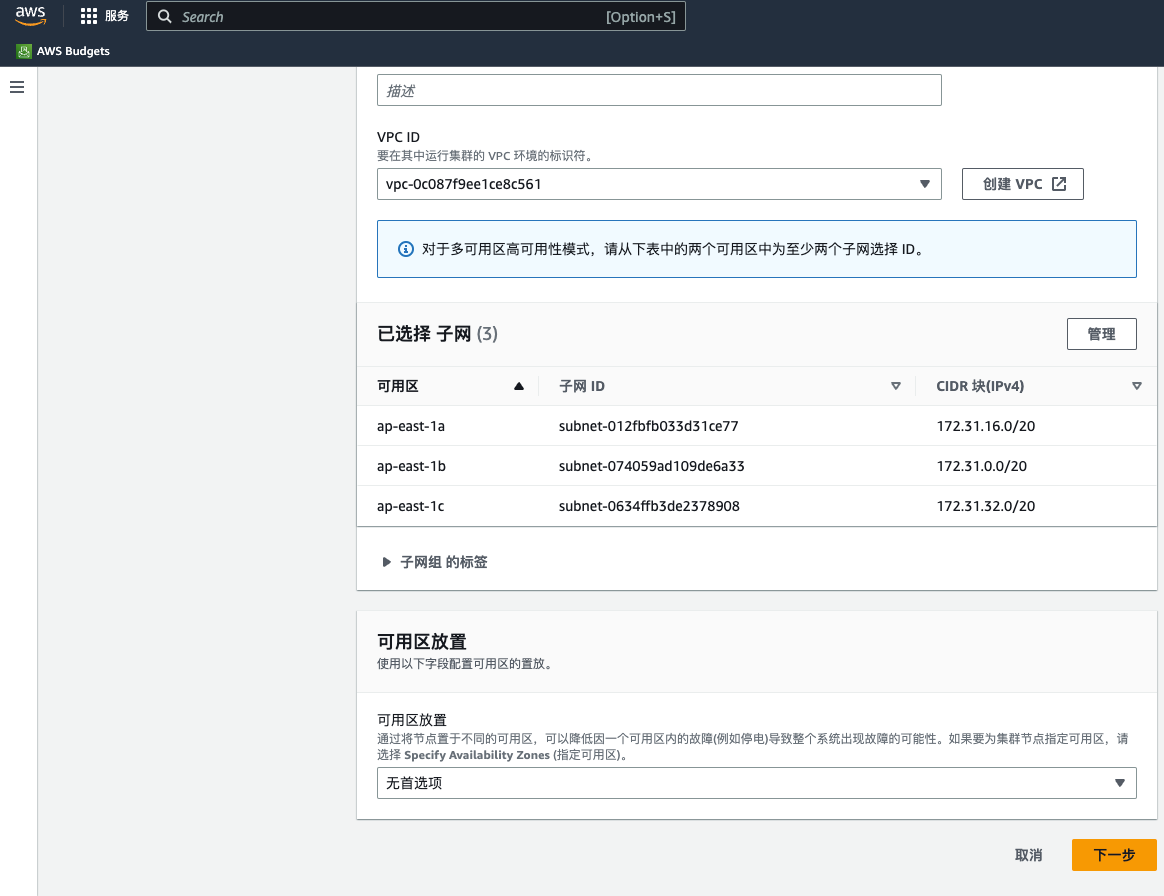 aws
服务
Search
[Option+S]
AWS Budgets
描述
VPC ID
要在其中运行集群的 VPC 环境的标识符。
vpc-0c087f9ee1ce8c561
创建 VPC
对于多可用区高可用性模式，请从下表中的两个可用区中为至少两个子网选择 ID。
已选择 子网 (3)
管理
可用区 子网 ID CIDR 块(IPv4)
ap-east-1a subnet-012fbfb033d31ce77 172.31.16.0/20
ap-east-1b subnet-074059ad109de6a33 172.31.0.0/20
ap-east-1c subnet-0634ffb3de2378908 172.31.32.0/20
子网组 的标签
可用区放置
使用以下字段配置可用区的置放。
可用区放置
通过将节点置于不同的可用区，可以降低因一个可用区内的故障(例如停电)导致整个系统出现故障的可能性。如果要为集群节点指定可用区，请
选择 Specify Availability Zones (指定可用区)。
无首选项
取消
下一步